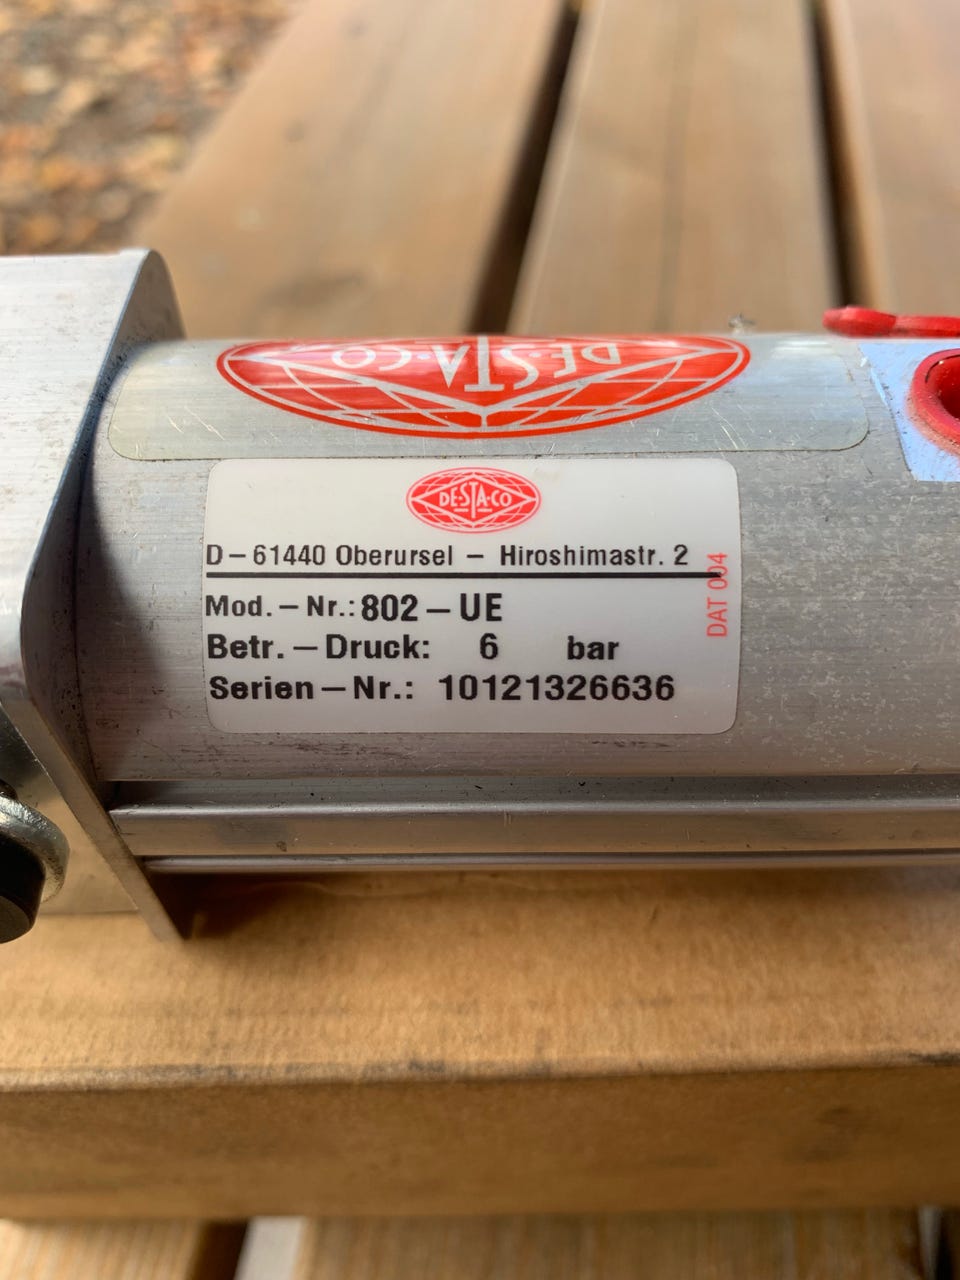 DE-STA-CO
DE-STA-CO
D-61440 Oberursel - Hiroshimastr. 2
Mod.-Nr.: 802-UE
Betr.-Druck: 6 bar
Serien-Nr.: 10121326636
DAT 004